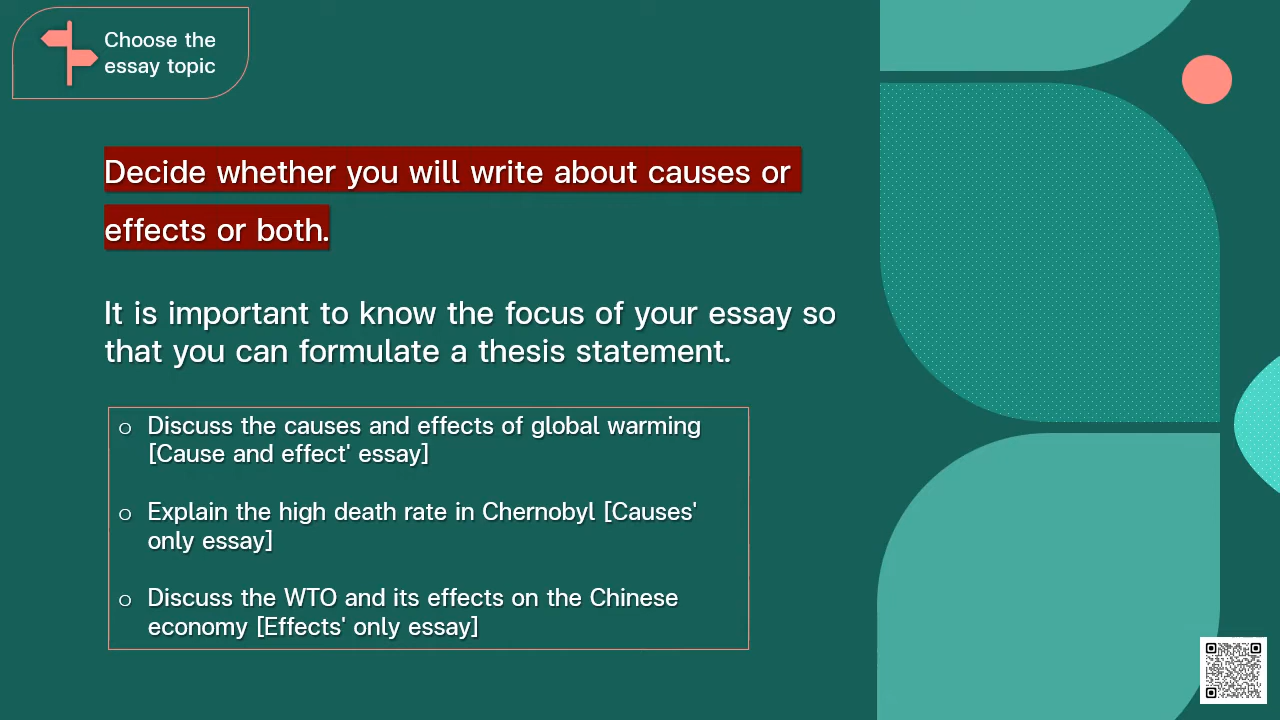 Choose the
essay topic
Decide whether you will write about causes or
effects or both.
It is important to know the focus of your essay so
that you can formulate a thesis statement.
o Discuss the causes and effects of global warming
[Cause and effect' essay]
o Explain the high death rate in Chernobyl [Causes'
only essay]
o Discuss the WTO and its effects on the Chinese
economy [Effects' only essay]